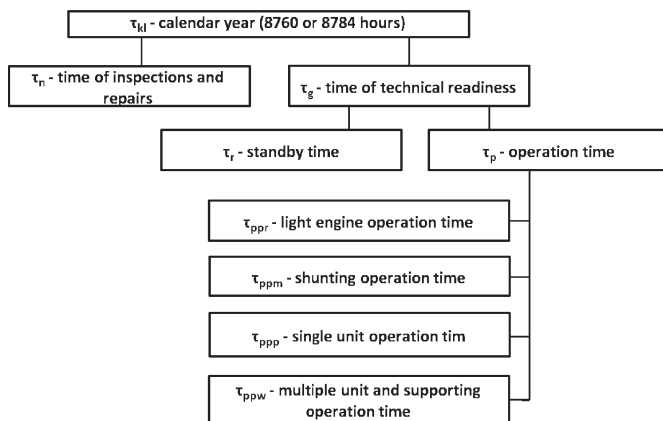 τkl - calendar year (8760 or 8784 hours)
τn - time of inspections and
repairs
τg - time of technical readiness
τr - standby time
τp - operation time
τppr - light engine operation time
τppm - shunting operation time
τppp - single unit operation tim
τppw - multiple unit and supporting
operation time